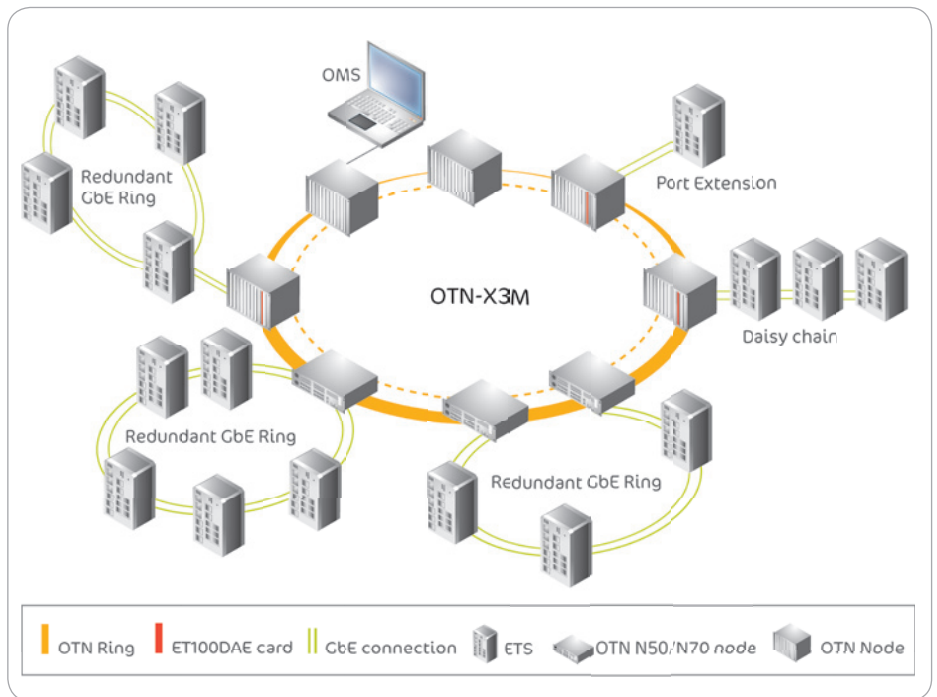 OMS
Redundant
GbE Ring
Port Extension
OTN-X3M
Daisy chain
Redundant GbE Ring
Redundant GbE Ring
OTN Ring
ET100DAE card
GbE connection
ETS
OTN N50/N70 node
OTN Node